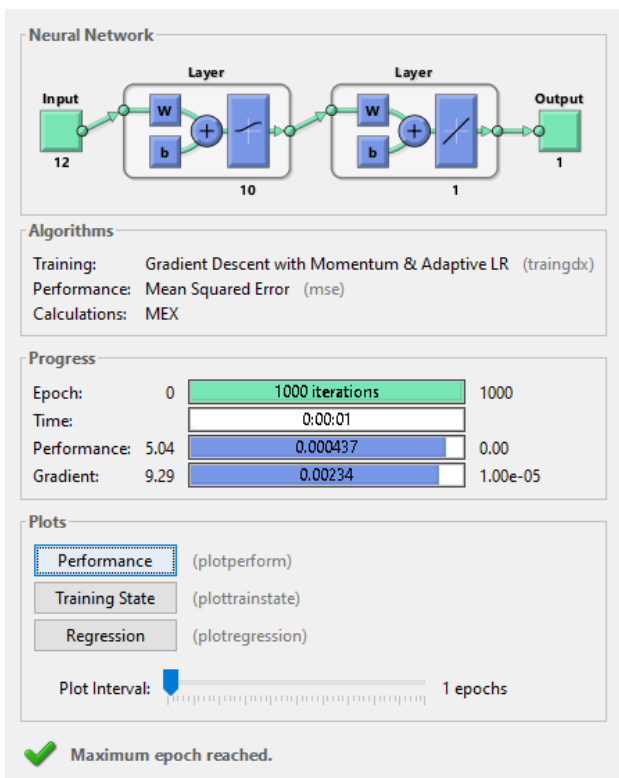 Neural Network
Layer Layer
Input Output
W W
b b
12 10 1 1
Algorithms
Training: Gradient Descent with Momentum & Adaptive LR (traingdx)
Performance: Mean Squared Error (mse)
Calculations: MEX
Progress
Epoch: 0 1000 iterations 1000
Time: 0:00:01
Performance: 5.04 0.000437 0.00
Gradient: 9.29 0.00234 1.00e-05
Plots
Performance (plotperform)
Training State (plottrainstate)
Regression (plotregression)
Plot Interval: 1 epochs
Maximum epoch reached.